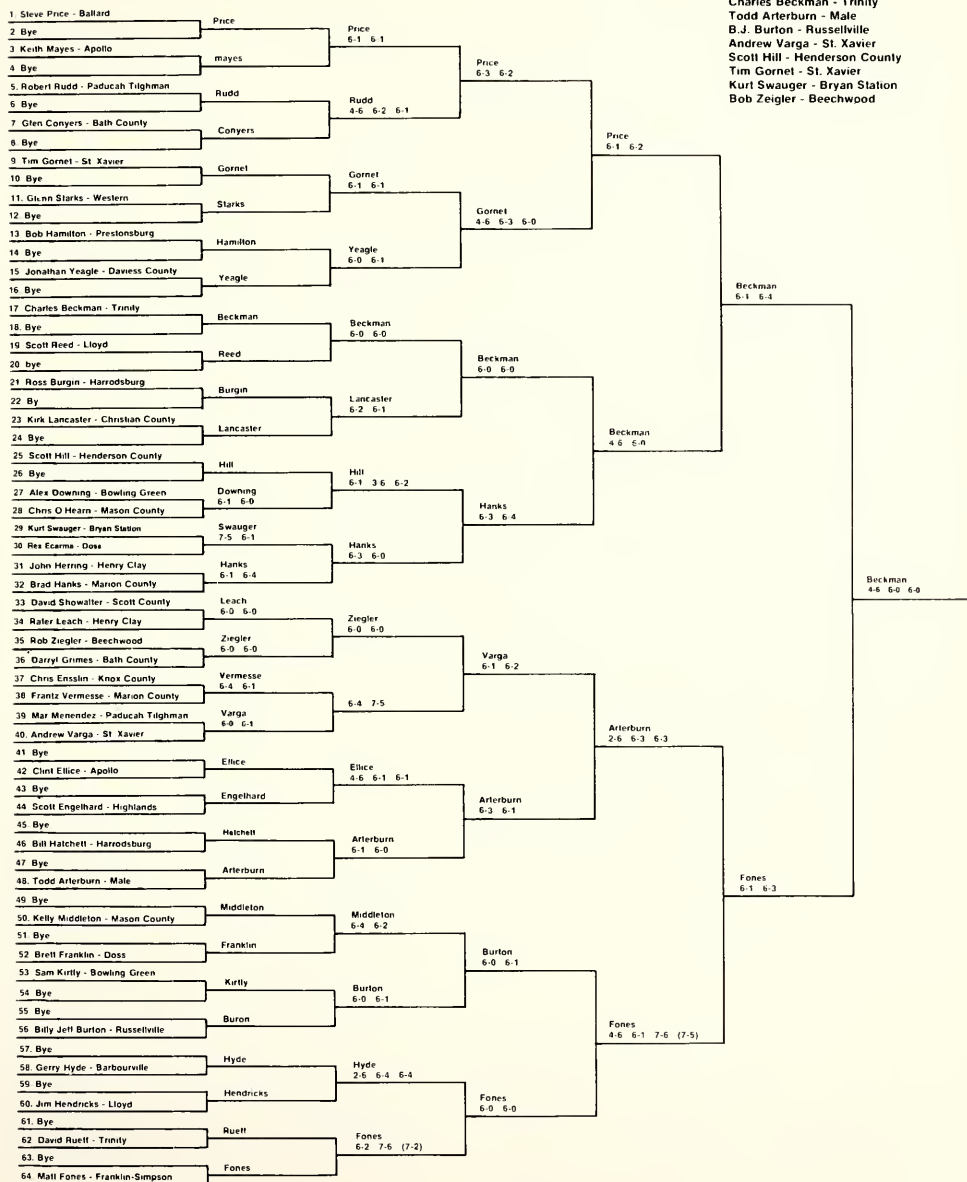 Charles Beckman - Trinity
Todd Arterburn - Male
B.J. Burton - Russellville
Andrew Varga - St. Xavier
Scott Hill - Henderson County
Tim Gornet - St. Xavier
Kurt Swauger - Bryan Station
Bob Zeigler - Beechwood
1. Steve Price - Ballard
2 Bye
3 Keith Mayes - Apollo
4 Bye
5. Robert Rudd - Paducah Tilghman
6 Bye
7 Glen Conyers - Bath County
8 Bye
9 Tim Gornet - St Xavier
10 Bye
11. Glenn Starks - Western
12. Bye
13 Bob Hamilton - Prestonsburg
14 Bye
15 Jonathan Yeagle - Daviess County
16 Bye
17 Charles Beckman - Trinity
18. Bye
19 Scott Reed - Lloyd
20 bye
21 Ross Burgin - Harrodsburg
22 By
23 Kirk Lancaster - Christian County
24 Bye
25 Scott Hill - Henderson County
26 Bye
27 Alex Downing - Bowling Green
28 Chris O Hearn - Mason County
29 Kurt Swauger - Bryan Station
30 Rex Ecarma - Doss
31 John Herring - Henry Clay
32 Brad Hanks - Marion County
33 David Showalter - Scott County
34 Rafer Leach - Henry Clay
35 Rob Ziegler - Beechwood
36 Darryl Grimes - Bath County
37 Chris Ensslin - Knox County
38 Frantz Vermesse - Marion County
39 Mar Menendez - Paducah Tilghman
40. Andrew Varga - St Xavier
41 Bye
42 Clint Ellice - Apollo
43 Bye
44 Scott Engelhard - Highlands
45 Bye
46 Bill Hatchett - Harrodsburg
47 Bye
48. Todd Arterburn - Male
49 Bye
50. Kelly Middleton - Mason County
51. Bye
52 Brett Franklin - Doss
53 Sam Kirtly - Bowling Green
54 Bye
55 Bye
56 Billy Jeff Burton - Russellville
57. Bye
58. Gerry Hyde - Barbourville
59 Bye
60. Jim Hendricks - Lloyd
61. Bye
62 David Ruett - Trinity
63. Bye
64 Matt Fones - Franklin-Simpson
Price
mayes
Rudd
Conyers
Gornet
Starks
Hamilton
Yeagle
Beckman
Reed
Burgin
Lancaster
Hill
Downing
6-1 6-0
Swauger
7-5 6-1
Hanks
6-1 6-4
Leach
6-0 6-0
Ziegler
6-0 6-0
Vermesse
6-4 6-1
Varga
6-0 6-1
Ellice
Engelhard
Hatchell
Arterburn
Middleton
Franklin
Kirtly
Buron
Hyde
Hendricks
Ruett
Fones
Price
6-1 6-1
Rudd
4-6 6-2 6-1
Gornet
6-1 6-1
Yeagle
6-0 6-1
Beckman
6-0 6-0
Lancaster
6-2 6-1
Hill
6-1 3-6 6-2
Hanks
6-3 6-0
Ziegler
6-0 6-0
6-4 7-5
Ellice
4-6 6-1 6-1
Arterburn
6-1 6-0
Middleton
6-4 6-2
Burton
6-0 6-1
Hyde
2-6 6-4 6-4
Fones
6-2 7-6 (7-2)
Price
6-3 6-2
Gornet
4-6 6-3 6-0
Beckman
6-0 6-0
Hanks
6-3 6-4
Varga
6-1 6-2
Arterburn
6-3 6-1
Burton
6-0 6-1
Fones
6-0 6-0
Price
6-1 6-2
Beckman
4 6 6-0
Arterburn
2-6 6-3 6-3
Fones
4-6 6-1 7-6 (7-5)
Beckman
6-1 6-4
Fones
6-1 6-3
Beckman
4-6 6-0 6-0